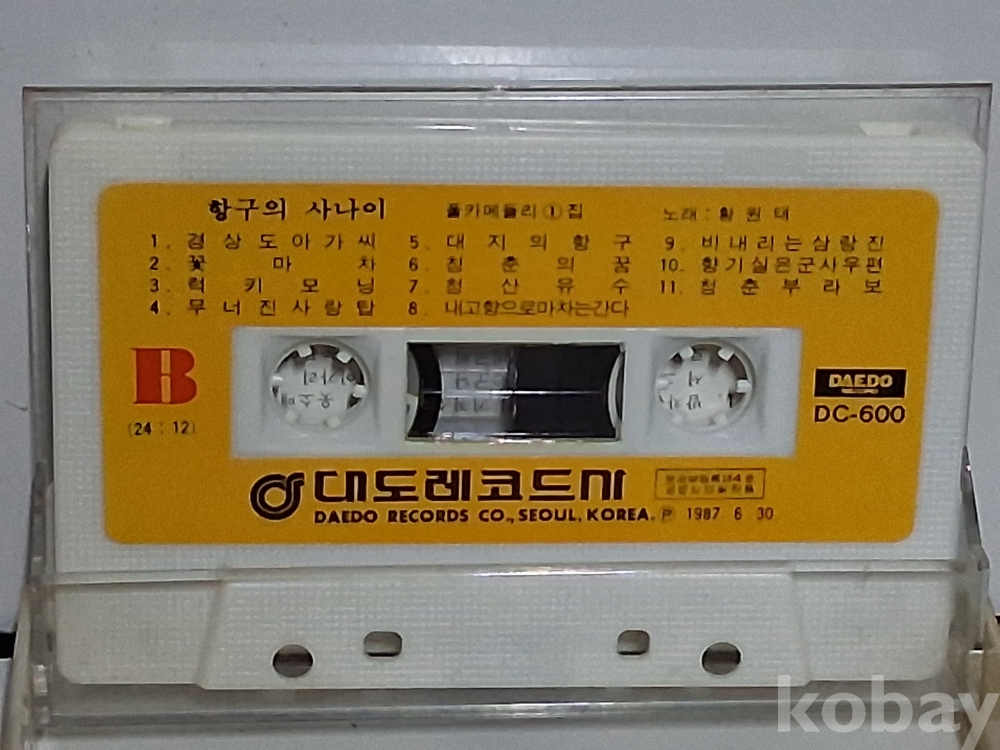 항구의 사나이
폴카메들리 ① 집
노래 : 황 원 태
1. 경상도아가씨
2. 꽃마차
3. 럭키모닝
4. 무너진사랑탑
5. 대지의항구
6. 청춘의꿈
7. 청산유수
8. 내고향으로마차는간다
9. 비내리는삼랑진
10. 향기실은군사우편
11. 청춘부라보
B
(24 : 12)
DAEDO
DC-600
대도레코드사
DAEDO RECORDS CO., SEOUL, KOREA. ℗ 1987. 6. 30
kobay